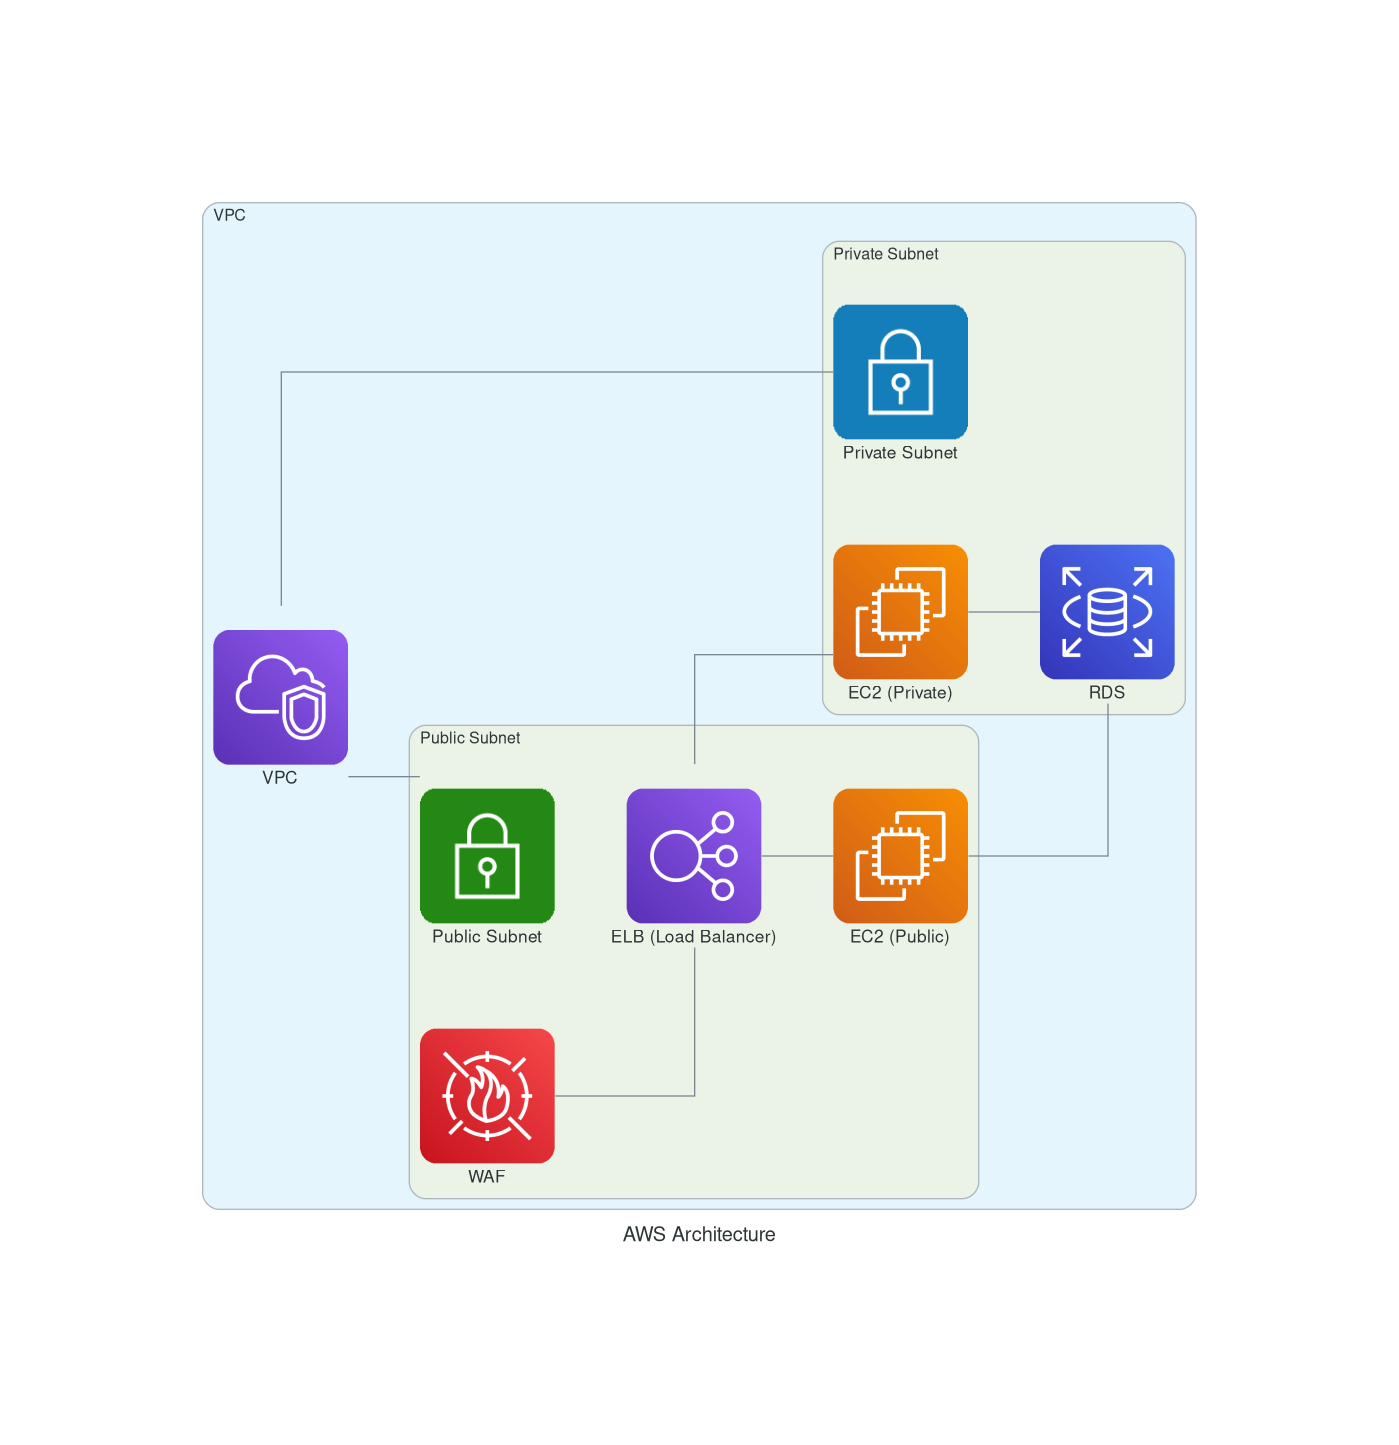 VPC
Private Subnet
Private Subnet
EC2 (Private)
RDS
VPC
Public Subnet
Public Subnet
ELB (Load Balancer)
EC2 (Public)
WAF
AWS Architecture